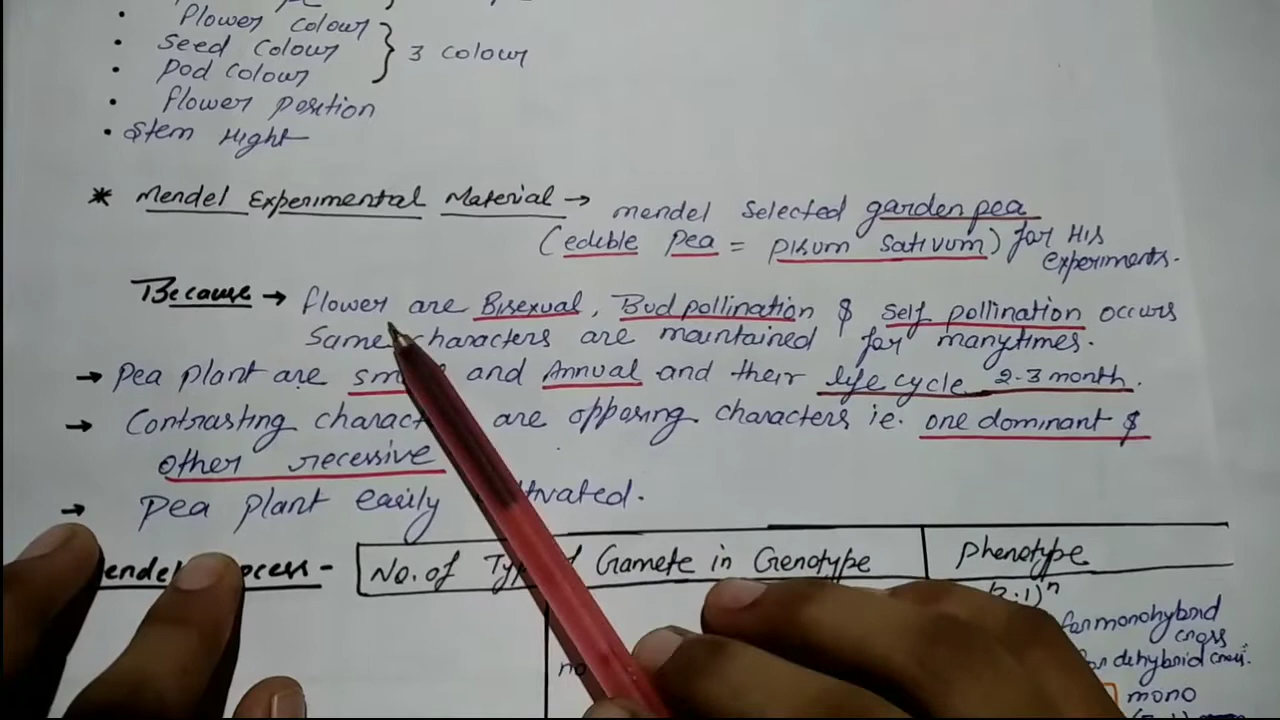 Flower Colour
Seed Colour } 3 Colour
Pod Colour
flower position
Stem Hight
* Mendel Experimental Material → mendel selected garden pea
(edible pea = pisum sativum) for His
experiments.
Because → flower are Bisexual, Bud pollination & Self pollination occurs
Same characters are maintained for manytimes.
→ Pea plant are and Annual and their life cycle 2-3 month.
→ Contrasting are opposing characters i.e. one dominant &
other recessive
→ Pea plant easily
No. of Gamete in Genotype Phenotype
for monohybrid
cross
dehybrid cross.
mono